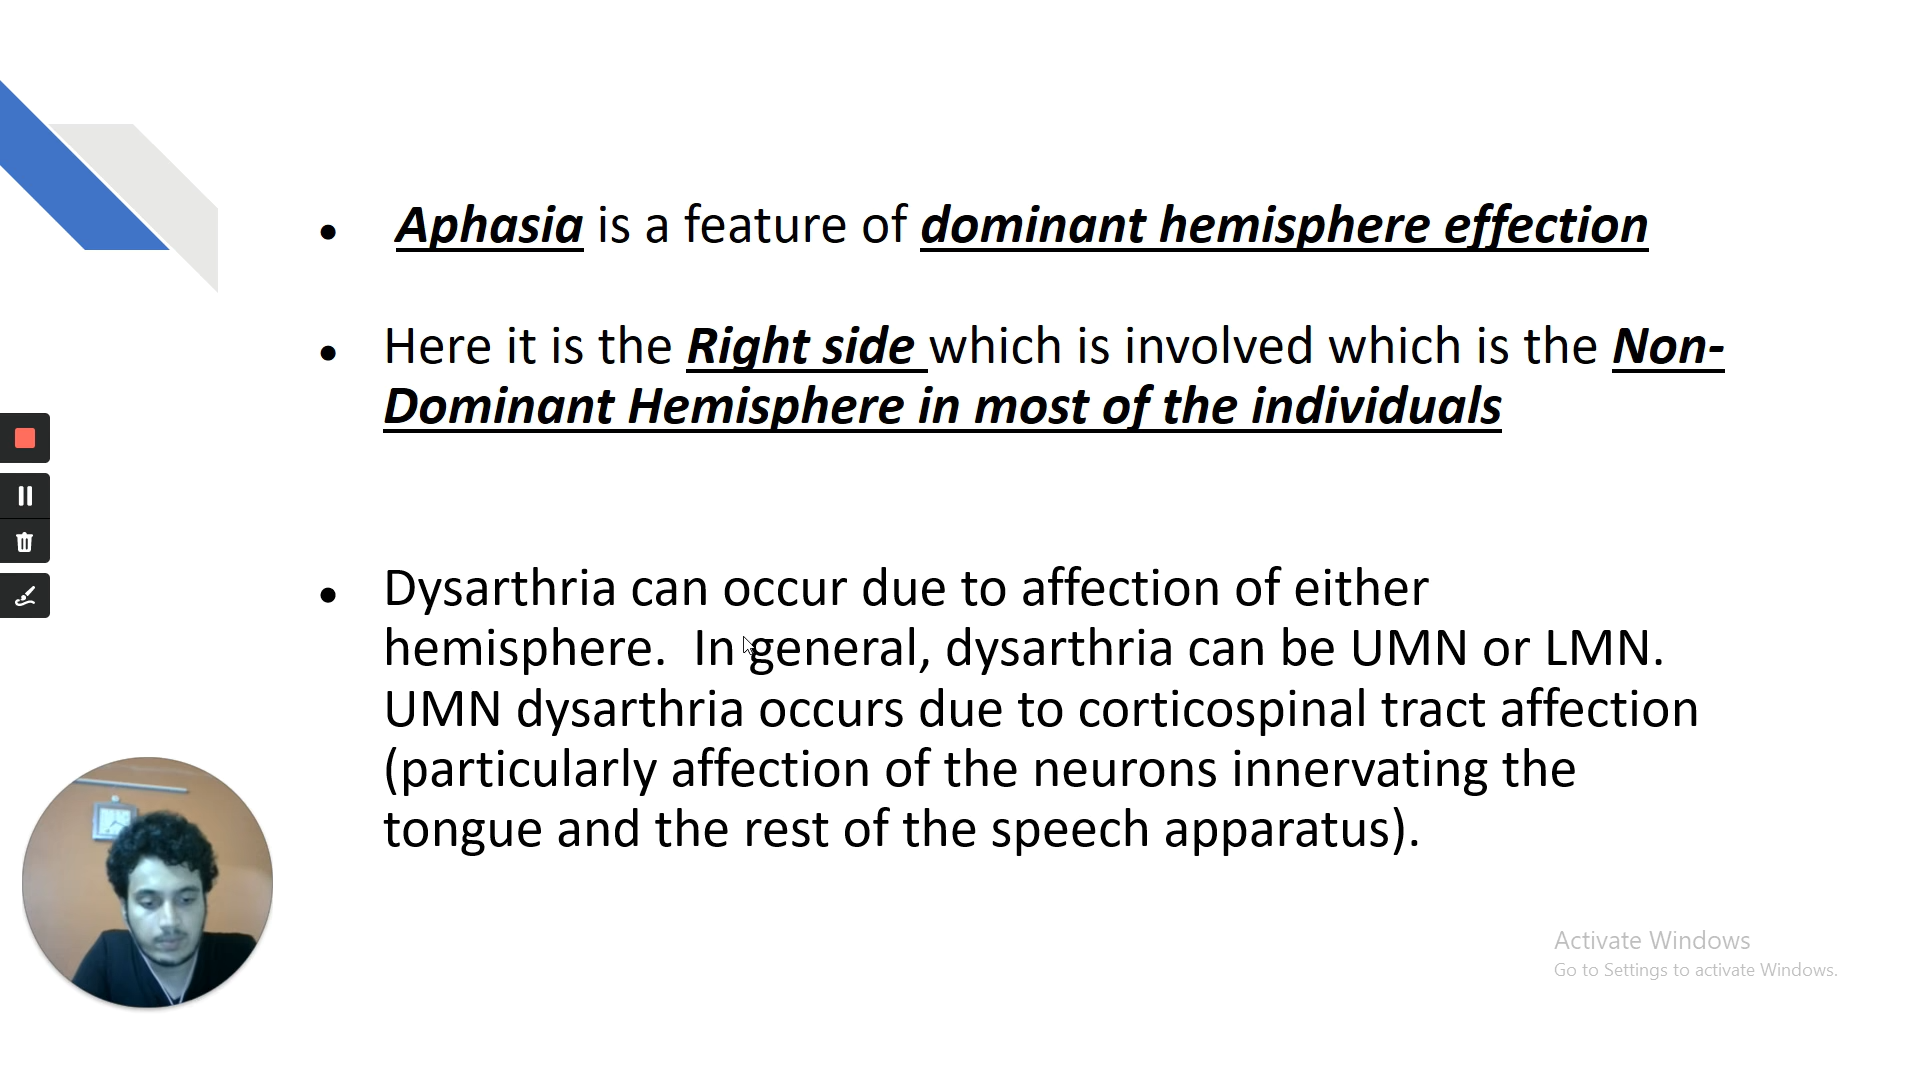 • Aphasia is a feature of dominant hemisphere effection
• Here it is the Right side which is involved which is the Non-
Dominant Hemisphere in most of the individuals
• Dysarthria can occur due to affection of either
hemisphere.  In general, dysarthria can be UMN or LMN.
UMN dysarthria occurs due to corticospinal tract affection
(particularly affection of the neurons innervating the
tongue and the rest of the speech apparatus).
Activate Windows
Go to Settings to activate Windows.